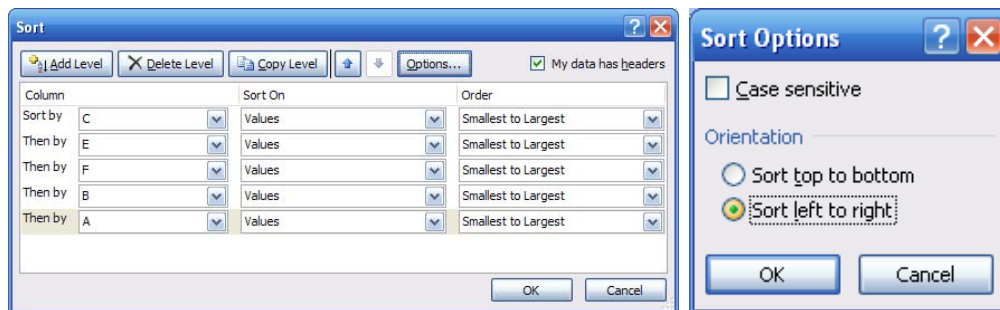 Sort
Add Level Delete Level Copy Level Options... My data has headers
Column Sort On Order
Sort by C Values Smallest to Largest
Then by E Values Smallest to Largest
Then by F Values Smallest to Largest
Then by B Values Smallest to Largest
Then by A Values Smallest to Largest
OK Cancel
Sort Options
Case sensitive
Orientation
Sort top to bottom
Sort left to right
OK Cancel